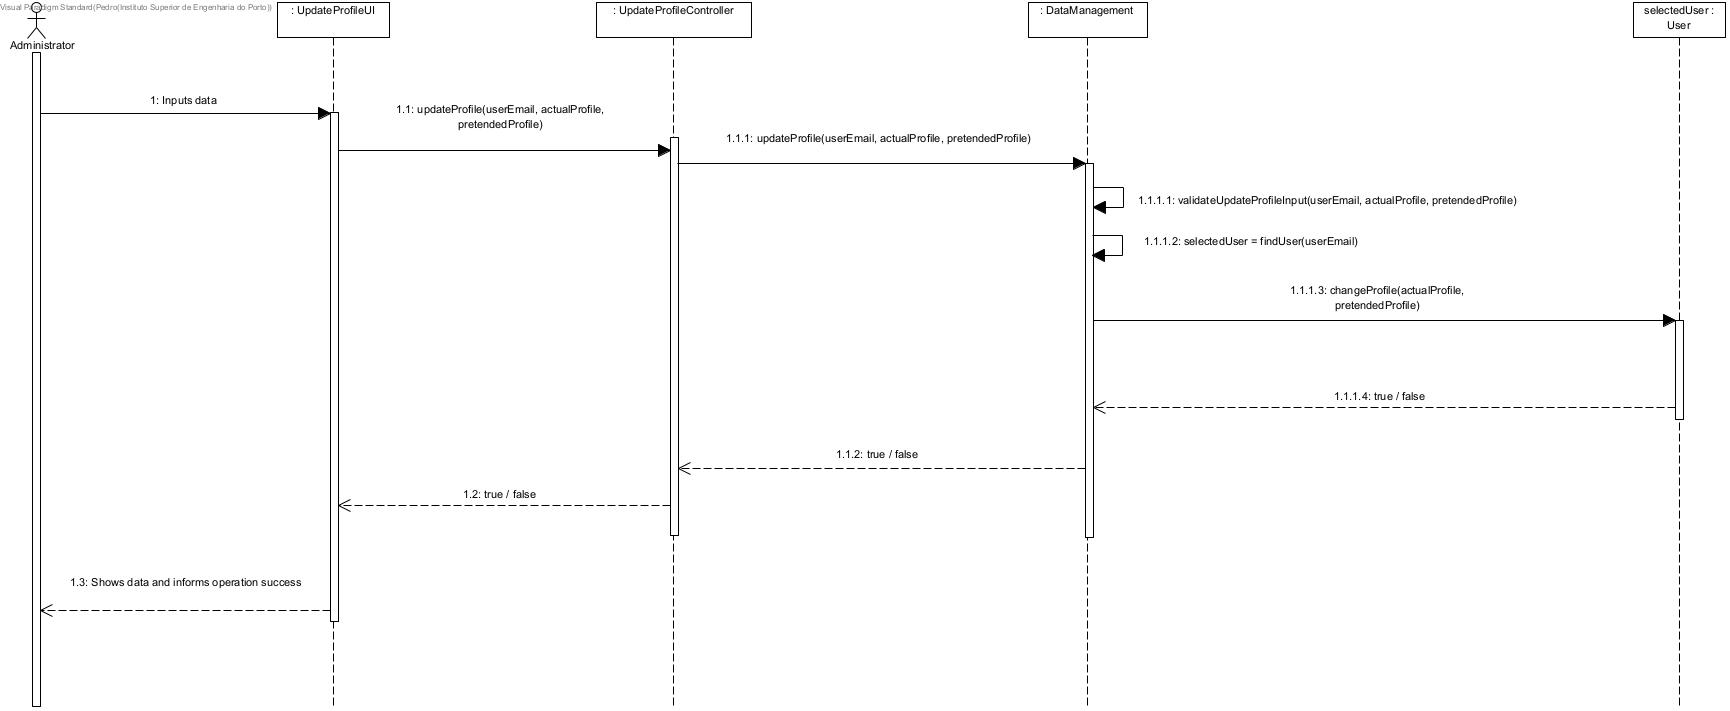 Visual Paradigm Standard(Pedro(Instituto Superior de Engenharia do Porto))
Administrator
: UpdateProfileUI
: UpdateProfileController
: DataManagement
selectedUser :
User
1: Inputs data
1.1: updateProfile(userEmail, actualProfile,
pretendedProfile)
1.1.1: updateProfile(userEmail, actualProfile, pretendedProfile)
1.1.1.1: validateUpdateProfileInput(userEmail, actualProfile, pretendedProfile)
1.1.1.2: selectedUser = findUser(userEmail)
1.1.1.3: changeProfile(actualProfile,
pretendedProfile)
1.1.1.4: true / false
1.1.2: true / false
1.2: true / false
1.3: Shows data and informs operation success